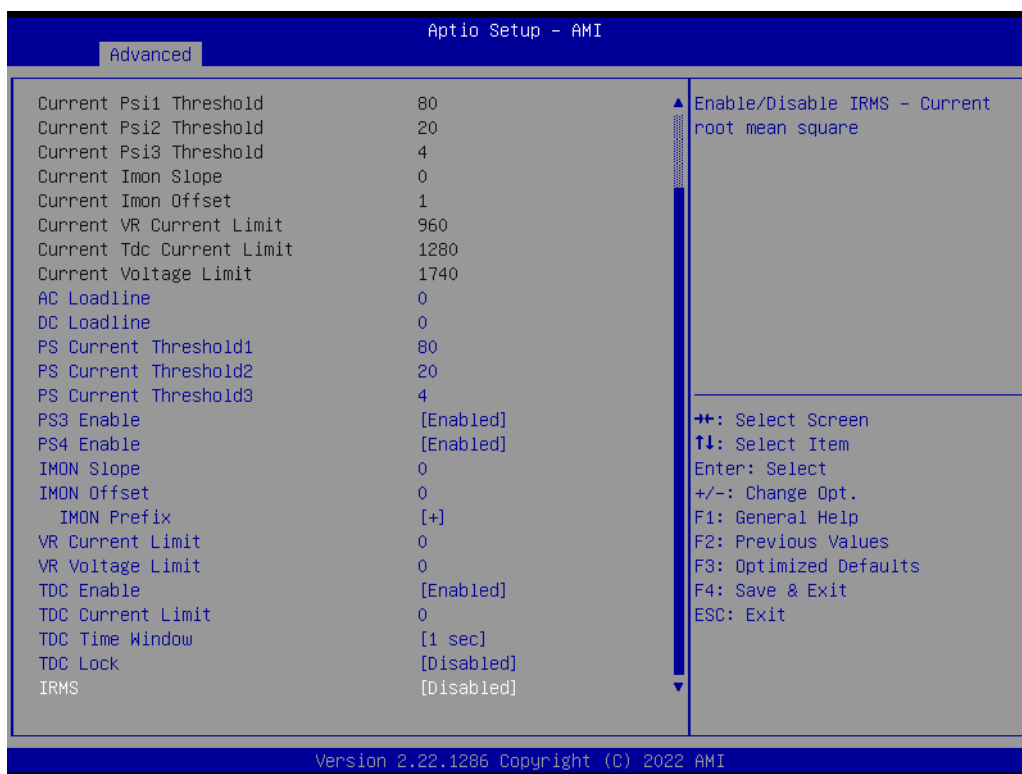 Aptio Setup - AMI
Advanced
Current Psi1 Threshold 80
Current Psi2 Threshold 20
Current Psi3 Threshold 4
Current Imon Slope 0
Current Imon Offset 1
Current VR Current Limit 960
Current Tdc Current Limit 1280
Current Voltage Limit 1740
AC Loadline 0
DC Loadline 0
PS Current Threshold1 80
PS Current Threshold2 20
PS Current Threshold3 4
PS3 Enable [Enabled]
PS4 Enable [Enabled]
IMON Slope 0
IMON Offset 0
IMON Prefix [+]
VR Current Limit 0
VR Voltage Limit 0
TDC Enable [Enabled]
TDC Current Limit 0
TDC Time Window [1 sec]
TDC Lock [Disabled]
IRMS [Disabled]
Enable/Disable IRMS - Current
root mean square
→←: Select Screen
↑↓: Select Item
Enter: Select
+/-: Change Opt.
F1: General Help
F2: Previous Values
F3: Optimized Defaults
F4: Save & Exit
ESC: Exit
Version 2.22.1286 Copyright (C) 2022 AMI